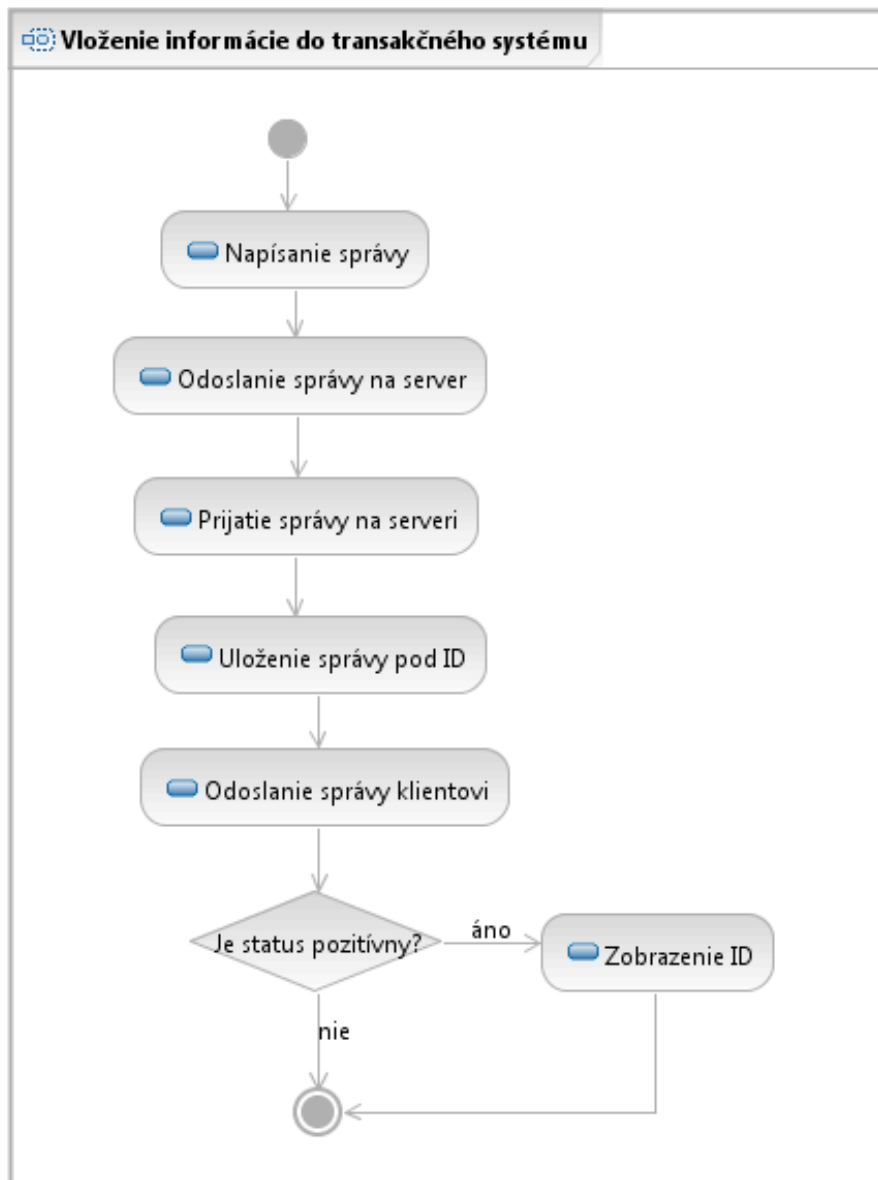 Vloženie informácie do transakčného systému
Napísanie správy
Odoslanie správy na server
Prijatie správy na serveri
Uloženie správy pod ID
Odoslanie správy klientovi
Je status pozitívny?
áno
Zobrazenie ID
nie